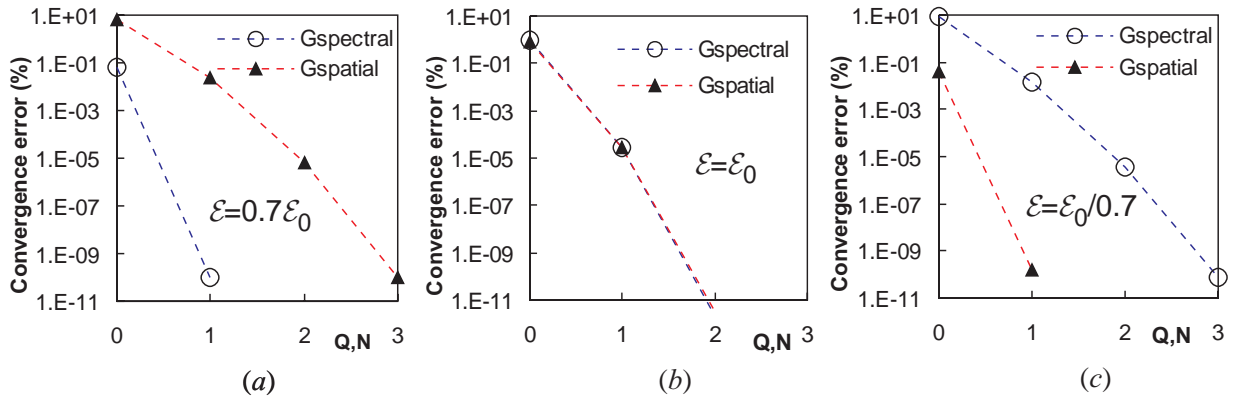 Convergence error (%)
1.E+01
1.E-01
1.E-03
1.E-05
1.E-07
1.E-09
1.E-11
Gspectral
Gspatial
ℰ=0.7ℰ0
0 1 2 3
Q,N
(a)
Convergence error (%)
1.E+01
1.E-01
1.E-03
1.E-05
1.E-07
1.E-09
1.E-11
Gspectral
Gspatial
ℰ=ℰ0
0 1 2 3
Q,N
(b)
Convergence error (%)
1.E+01
1.E-01
1.E-03
1.E-05
1.E-07
1.E-09
1.E-11
Gspectral
Gspatial
ℰ=ℰ0/0.7
0 1 2 3
Q,N
(c)